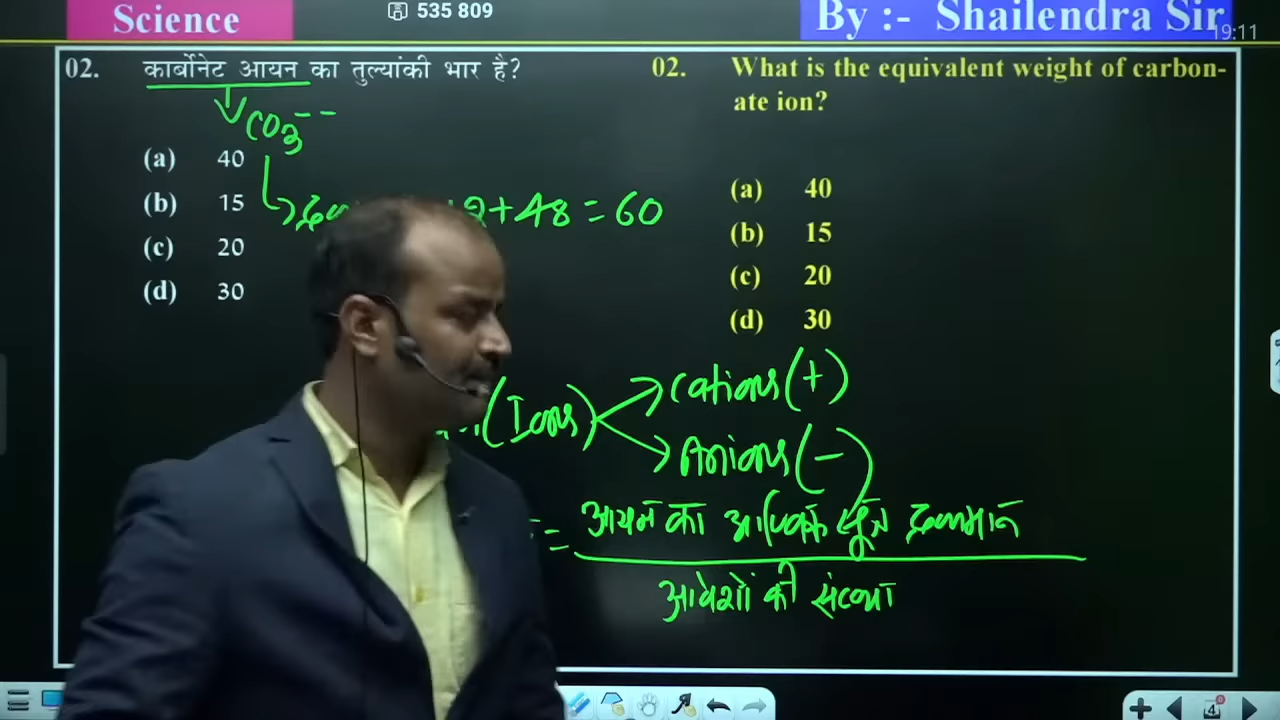 Science
535 809
By :- Shailendra Sir
19:11
02. कार्बोनेट आयन का तुल्यांकी भार है?
CO3--
(a) 40
(b) 15
(c) 20
(d) 30
2+48=60
02. What is the equivalent weight of carbon-
ate ion?
(a) 40
(b) 15
(c) 20
(d) 30
(Ions)
Cations(+)
Anions(-)
= आयन का आण्विक सूत्र द्रव्यमान
आवेशों की संख्या
4